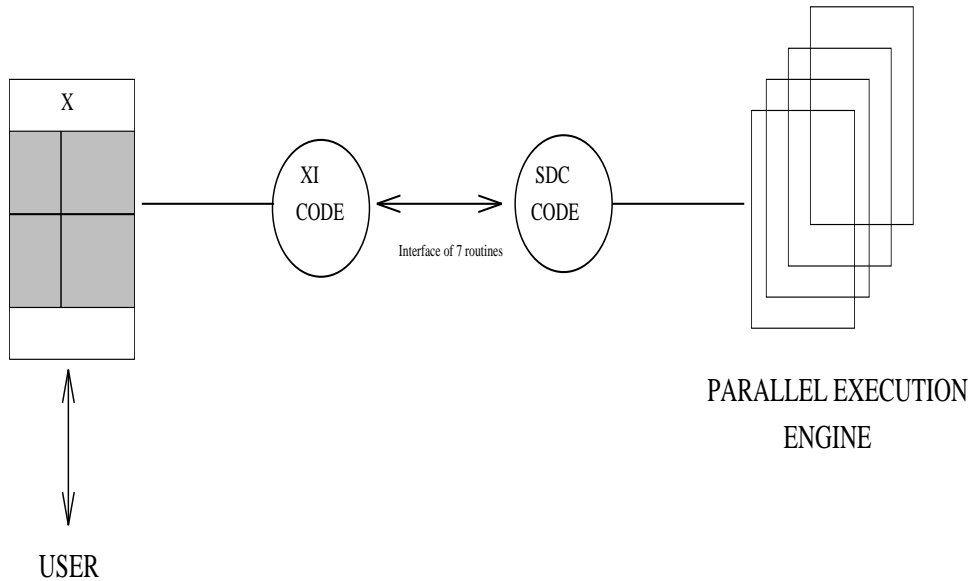 X
XI
CODE
SDC
CODE
Interface of 7 routines
PARALLEL EXECUTION
ENGINE
USER